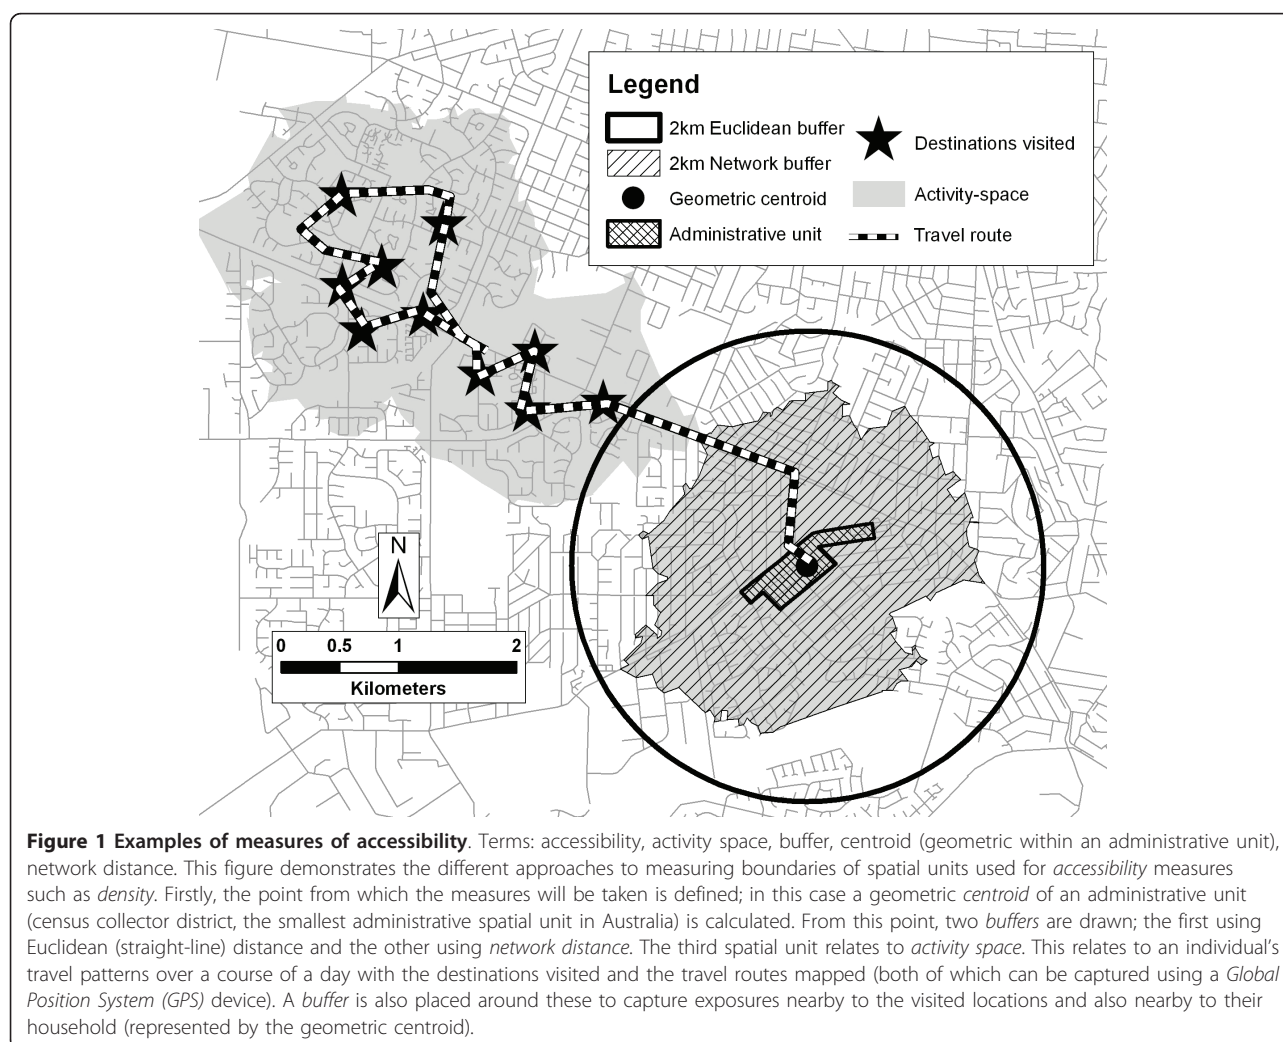 Legend
2km Euclidean buffer
2km Network buffer
Geometric centroid
Administrative unit
Destinations visited
Activity-space
Travel route
N
0 0.5 1 2
Kilometers
Figure 1 Examples of measures of accessibility. Terms: accessibility, activity space, buffer, centroid (geometric within an administrative unit),
network distance. This figure demonstrates the different approaches to measuring boundaries of spatial units used for accessibility measures
such as density. Firstly, the point from which the measures will be taken is defined; in this case a geometric centroid of an administrative unit
(census collector district, the smallest administrative spatial unit in Australia) is calculated. From this point, two buffers are drawn; the first using
Euclidean (straight-line) distance and the other using network distance. The third spatial unit relates to activity space. This relates to an individual's
travel patterns over a course of a day with the destinations visited and the travel routes mapped (both of which can be captured using a Global
Position System (GPS) device). A buffer is also placed around these to capture exposures nearby to the visited locations and also nearby to their
household (represented by the geometric centroid).